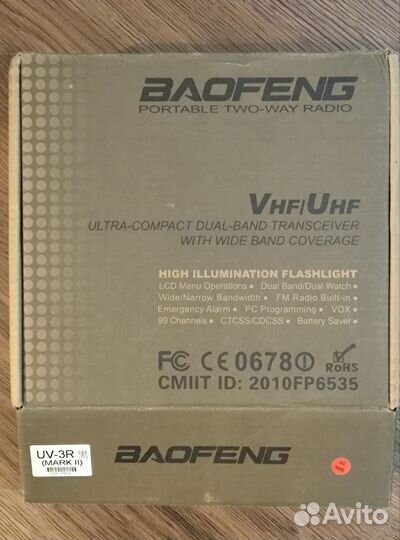 BAOFENG
PORTABLE TWO-WAY RADIO
VHF/UHF
ULTRA-COMPACT DUAL-BAND TRANSCEIVER
WITH WIDE BAND COVERAGE
HIGH ILLUMINATION FLASHLIGHT
LCD Menu Operations • Dual Band/Dual Watch •
Wide/Narrow Bandwidth • FM Radio Built-in •
Emergency Alarm • PC Programming • VOX •
99 Channels • CTCSS/CDCSS • Battery Saver •
FC CE0678 RoHS
CMIIT ID: 2010FP6535
UV-3R
(MARK II)
BAOFENG
Avito